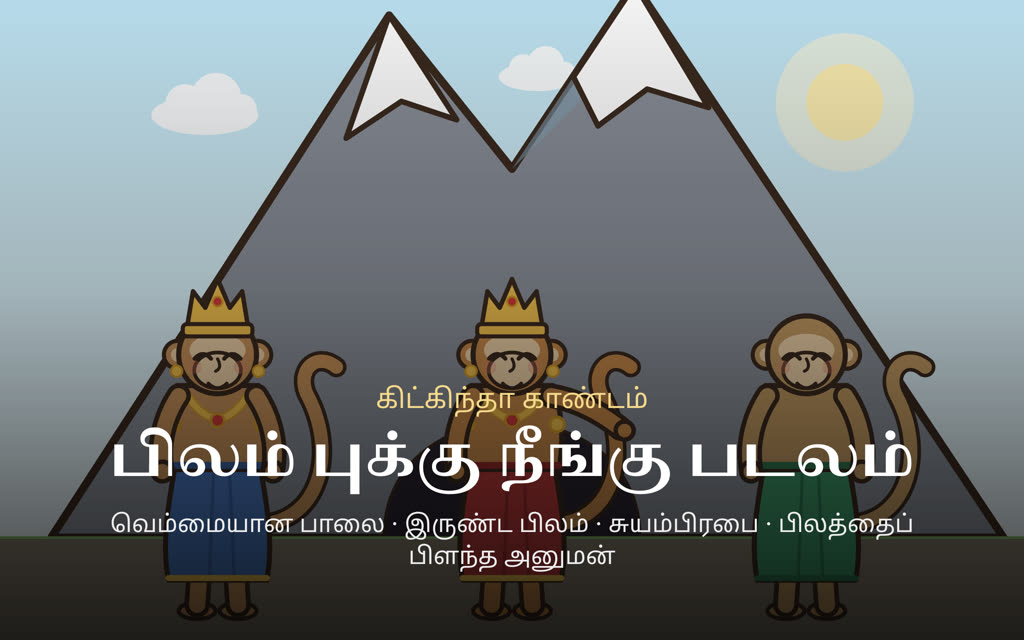 கிட்கிந்தா காண்டம்
பிலம் புக்கு நீங்கு படலம்
வெம்மையான பாலை · இருண்ட பிலம் · சுயம்பிரபை · பிலத்தைப்
பிளந்த அனுமன்